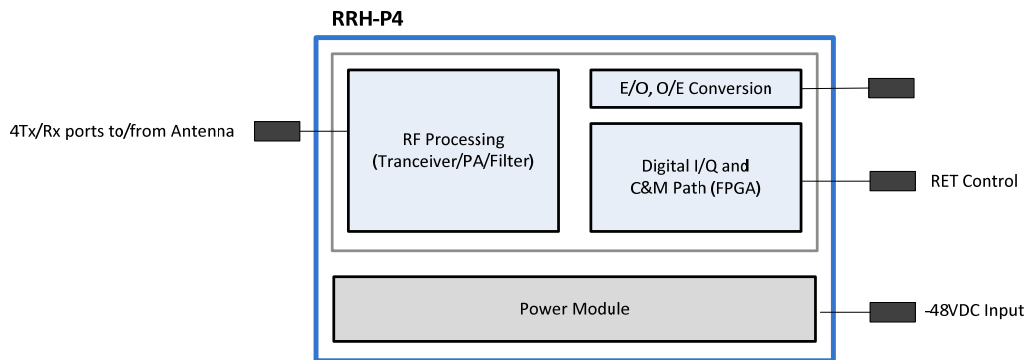 RRH-P4
4Tx/Rx ports to/from Antenna
RF Processing
(Tranceiver/PA/Filter)
E/O, O/E Conversion
Digital I/Q and
C&M Path (FPGA)
RET Control
Power Module
-48VDC Input